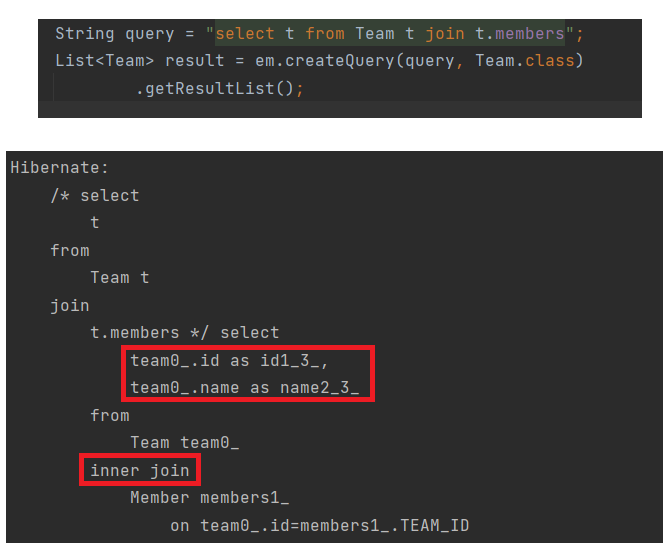 String query = "select t from Team t join t.members";
List<Team> result = em.createQuery(query, Team.class)
.getResultList();
Hibernate:
/* select
t
from
Team t
join
t.members */ select
team0_.id as id1_3_,
team0_.name as name2_3_
from
Team team0_
inner join
Member members1_
on team0_.id=members1_.TEAM_ID